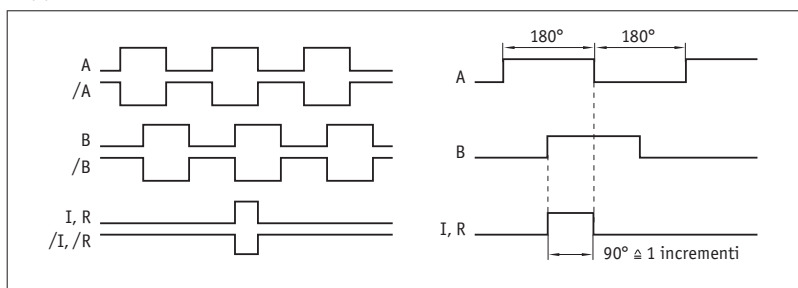 A
/A
B
/B
I, R
/I, /R
180° 180°
A
B
I, R
90° ≙ 1 incrementi